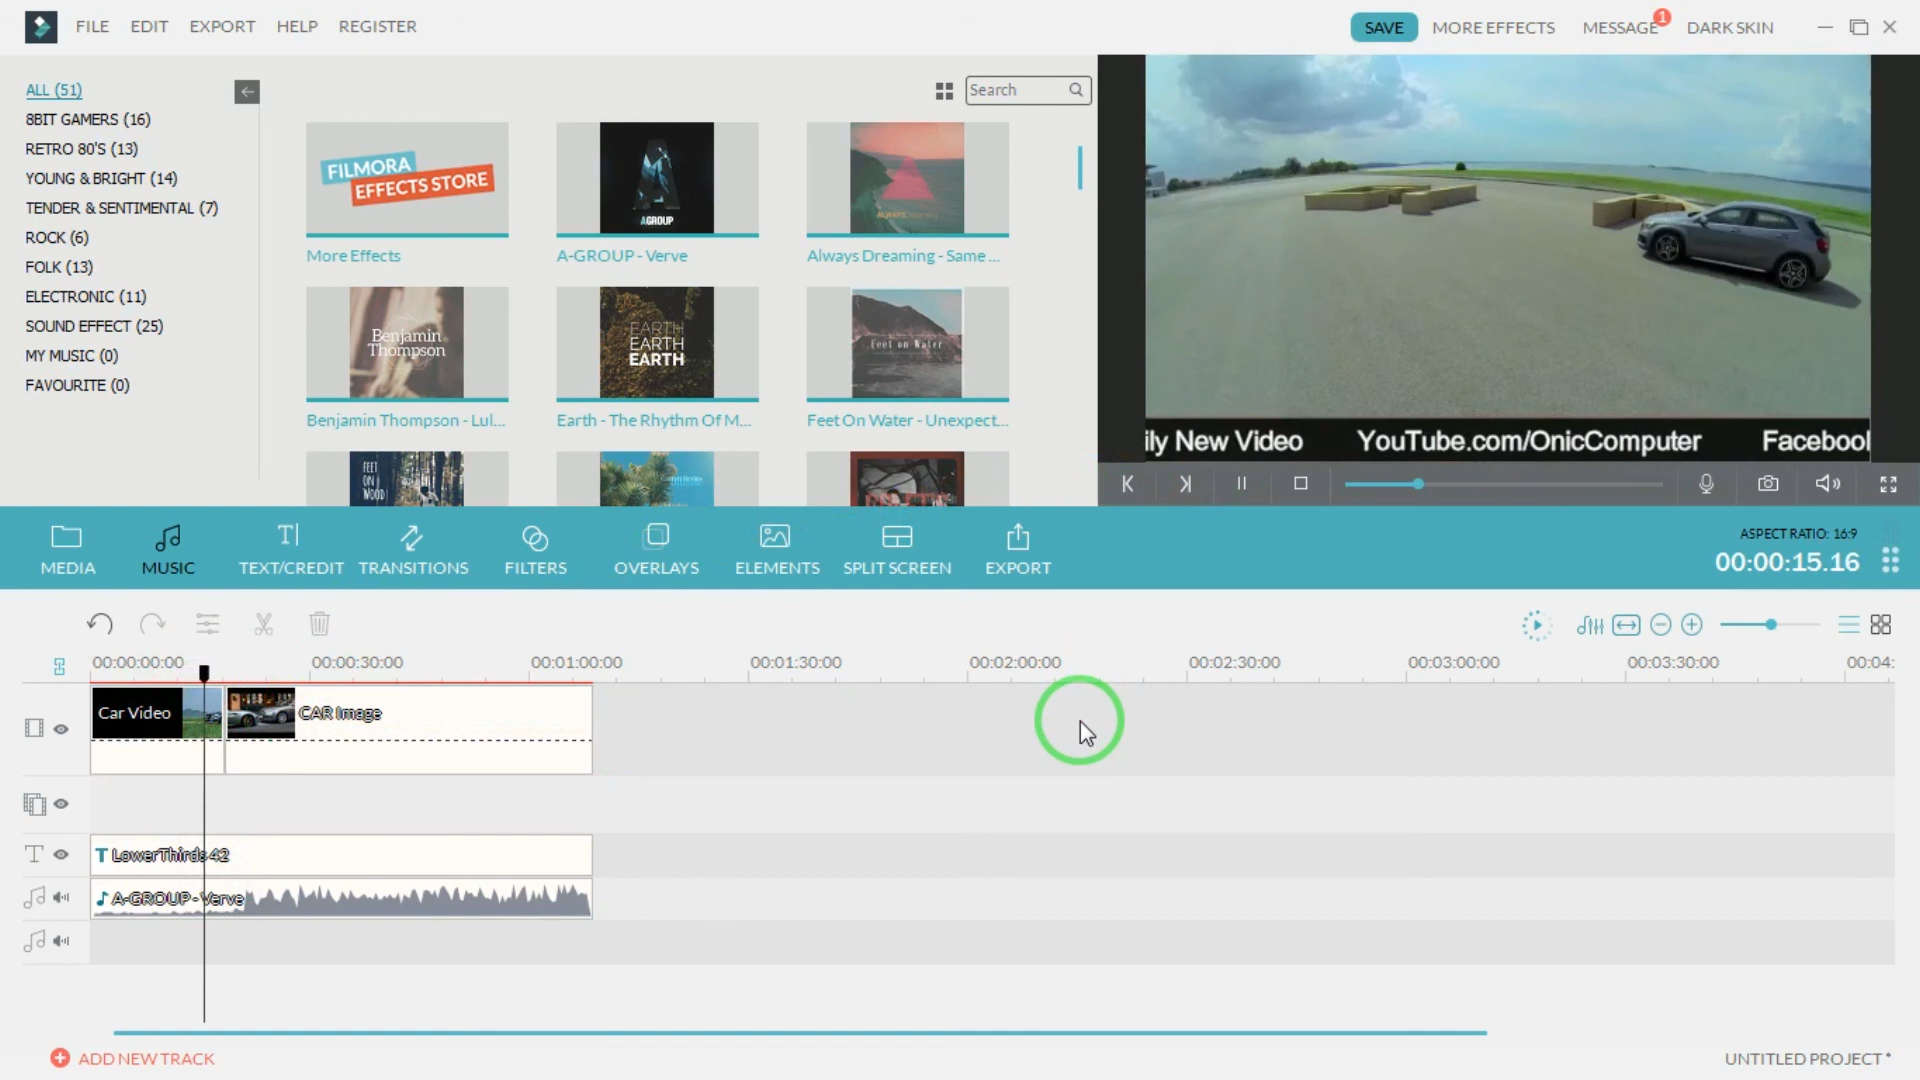 FILE EDIT EXPORT HELP REGISTER
SAVE MORE EFFECTS MESSAGE 1 DARK SKIN
ALL (51)
8BIT GAMERS (16)
RETRO 80'S (13)
YOUNG & BRIGHT (14)
TENDER & SENTIMENTAL (7)
ROCK (6)
FOLK (13)
ELECTRONIC (11)
SOUND EFFECT (25)
MY MUSIC (0)
FAVOURITE (0)
Search
FILMORA
EFFECTS STORE
More Effects
A
AGROUP
A-GROUP - Verve
Always Dreaming - Same ...
Benjamin
Thompson
Benjamin Thompson - Lul...
EARTH
EARTH
EARTH
Earth - The Rhythm Of M...
Feet on Water
Feet On Water - Unexpect...
FEET
ON
WOOD
ily New Video YouTube.com/OnicComputer Facebool
MEDIA MUSIC TEXT/CREDIT TRANSITIONS FILTERS OVERLAYS ELEMENTS SPLIT SCREEN EXPORT
ASPECT RATIO: 16:9
00:00:15.16
00:00:00:00 00:00:30:00 00:01:00:00 00:01:30:00 00:02:00:00 00:02:30:00 00:03:00:00 00:03:30:00 00:04:
Car Video CAR Image
T LowerThirds 42
A-GROUP - Verve
ADD NEW TRACK
UNTITLED PROJECT *